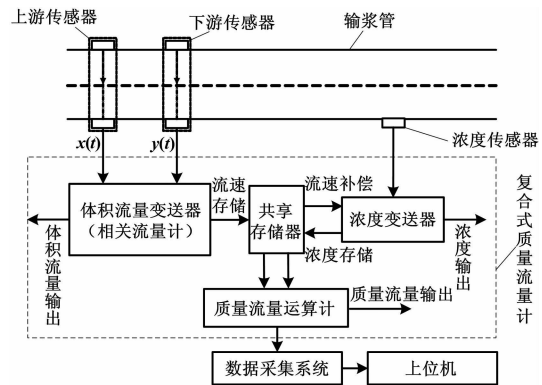 上游传感器
下游传感器
输浆管
x(t)
y(t)
浓度传感器
体积流量变送器
（相关流量计）
流速
存储
共享
存储器
流速补偿
浓度变送器
浓度存储
体积流量输出
浓度输出
复合式质量流量计
质量流量运算计
质量流量输出
数据采集系统
上位机